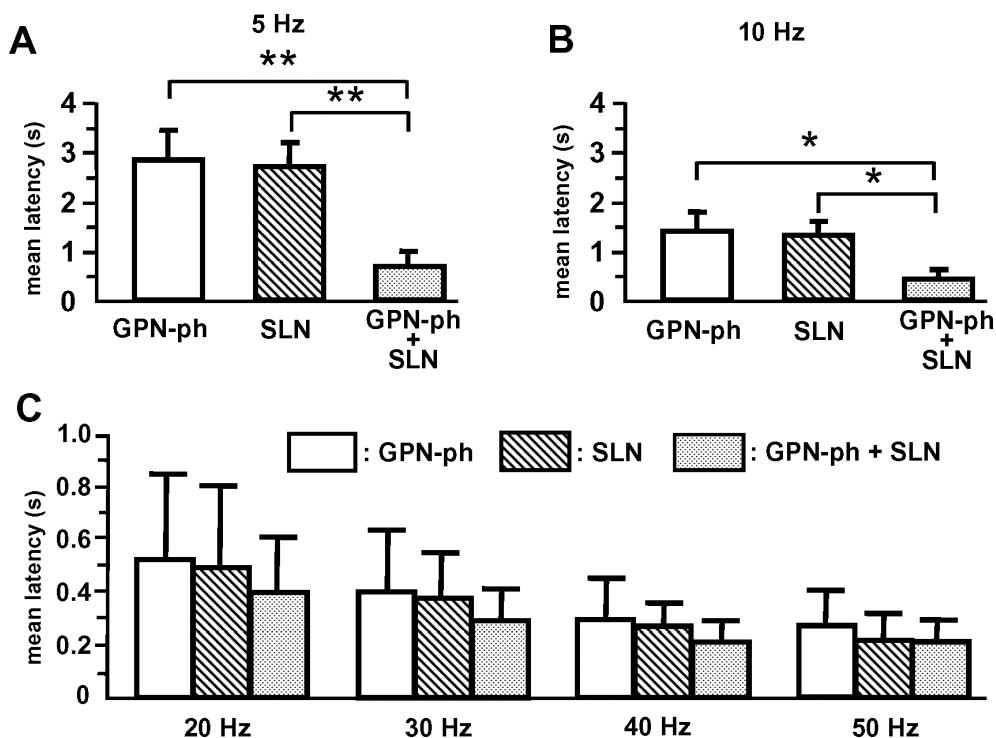 A
5 Hz
**
**
mean latency (s)
4
3
2
1
0
GPN-ph
SLN
GPN-ph
+
SLN
B
10 Hz
*
*
mean latency (s)
4
3
2
1
0
GPN-ph
SLN
GPN-ph
+
SLN
C
mean latency (s)
1.0
0.8
0.6
0.4
0.2
0
: GPN-ph
: SLN
: GPN-ph + SLN
20 Hz
30 Hz
40 Hz
50 Hz